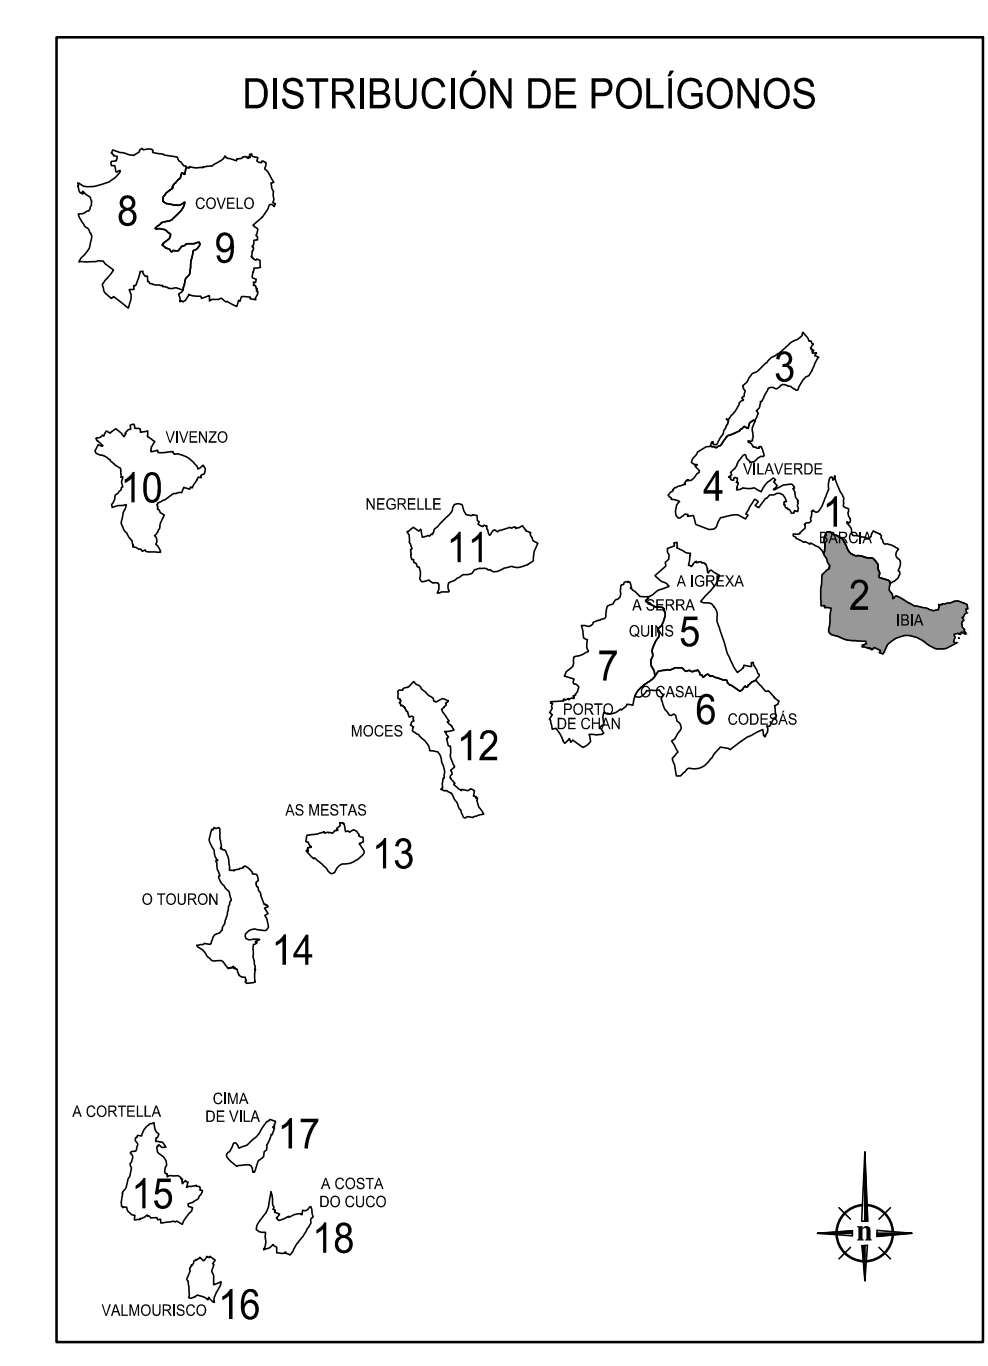 DISTRIBUCIÓN DE POLÍGONOS
8
COVELO
9
3
VIVENZO
10
VILAVERDE
4
NEGRELLE
11
1
BARCIA
2
IBIA
A IGREXA
A SERRA
QUINS
5
7
O CASAL
6
PORTO
DE CHAN
CODESÁS
MOCES
12
AS MESTAS
13
O TOURON
14
A CORTELLA
15
CIMA
DE VILA
17
A COSTA
DO CUCO
18
VALMOURISCO
16
n